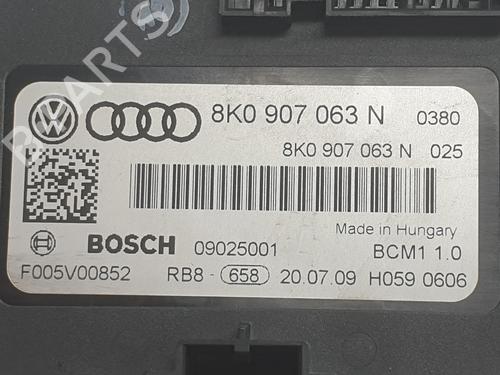 8K0 907 063 N 0380
8K0 907 063 N 025
Made in Hungary
BOSCH 09025001 BCM1 1.0
F005V00852 RB8 - 658 20.07.09 H059 0606